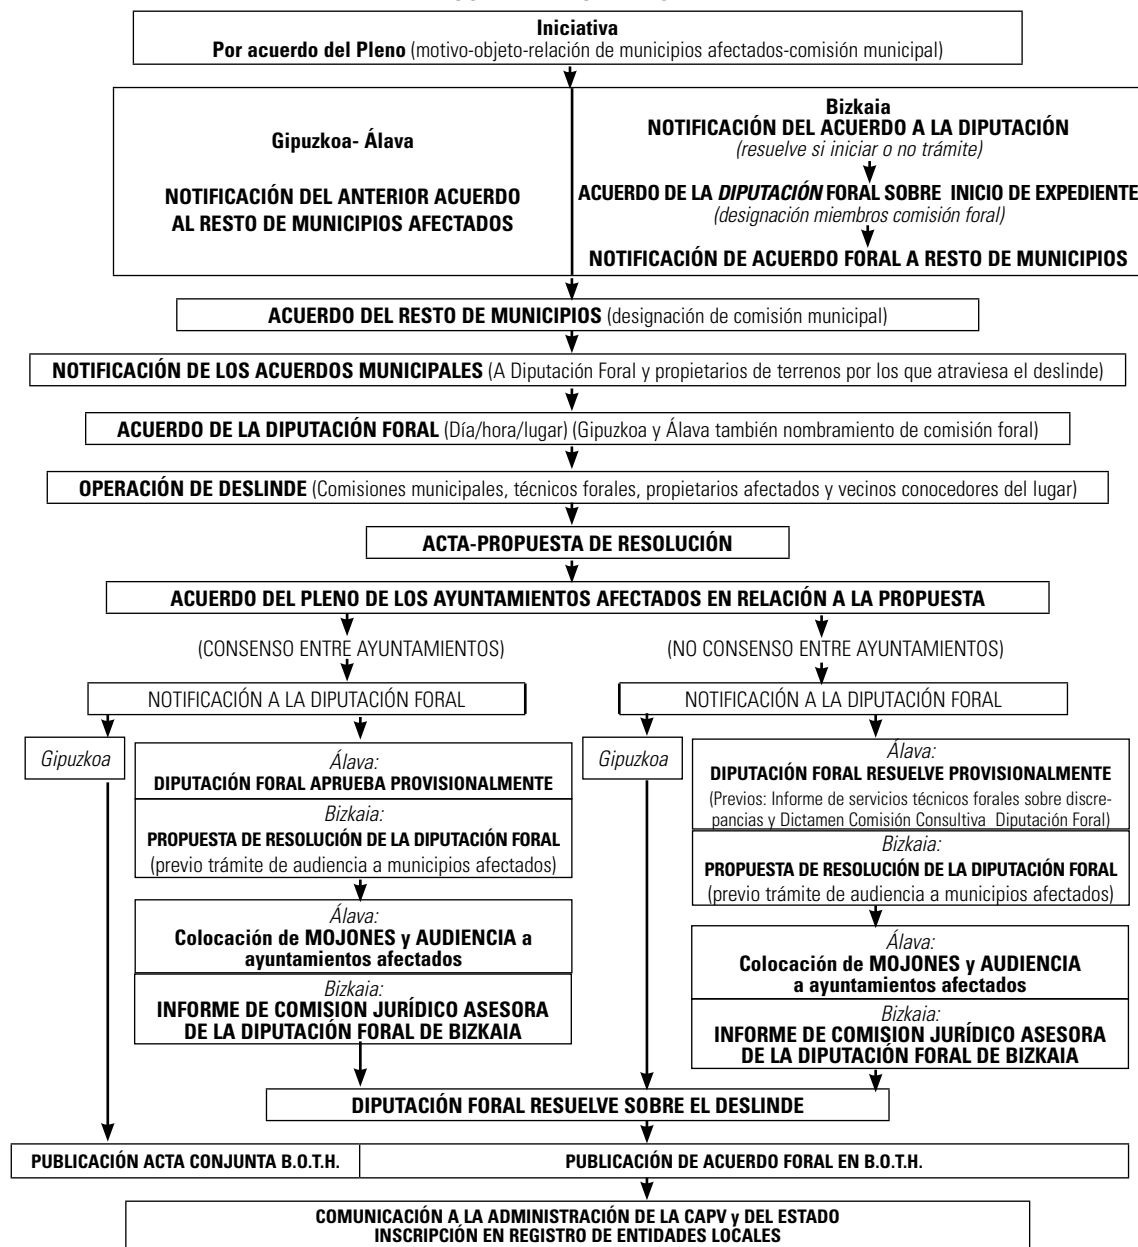 Iniciativa
Por acuerdo del Pleno (motivo-objeto-relación de municipios afectados-comisión municipal)
Gipuzkoa- Álava
NOTIFICACIÓN DEL ANTERIOR ACUERDO
AL RESTO DE MUNICIPIOS AFECTADOS
Bizkaia
NOTIFICACIÓN DEL ACUERDO A LA DIPUTACIÓN
(resuelve si iniciar o no trámite)
ACUERDO DE LA DIPUTACIÓN FORAL SOBRE INICIO DE EXPEDIENTE
(designación miembros comisión foral)
NOTIFICACIÓN DE ACUERDO FORAL A RESTO DE MUNICIPIOS
ACUERDO DEL RESTO DE MUNICIPIOS (designación de comisión municipal)
NOTIFICACIÓN DE LOS ACUERDOS MUNICIPALES (A Diputación Foral y propietarios de terrenos por los que atraviesa el deslinde)
ACUERDO DE LA DIPUTACIÓN FORAL (Día/hora/lugar) (Gipuzkoa y Álava también nombramiento de comisión foral)
OPERACIÓN DE DESLINDE (Comisiones municipales, técnicos forales, propietarios afectados y vecinos conocedores del lugar)
ACTA-PROPUESTA DE RESOLUCIÓN
ACUERDO DEL PLENO DE LOS AYUNTAMIENTOS AFECTADOS EN RELACIÓN A LA PROPUESTA
(CONSENSO ENTRE AYUNTAMIENTOS)
NOTIFICACIÓN A LA DIPUTACIÓN FORAL
Gipuzkoa
Álava:
DIPUTACIÓN FORAL APRUEBA PROVISIONALMENTE
Bizkaia:
PROPUESTA DE RESOLUCIÓN DE LA DIPUTACIÓN FORAL
(previo trámite de audiencia a municipios afectados)
Álava:
Colocación de MOJONES y AUDIENCIA a
ayuntamientos afectados
Bizkaia:
INFORME DE COMISION JURÍDICO ASESORA
DE LA DIPUTACIÓN FORAL DE BIZKAIA
(NO CONSENSO ENTRE AYUNTAMIENTOS)
NOTIFICACIÓN A LA DIPUTACIÓN FORAL
Gipuzkoa
Álava:
DIPUTACIÓN FORAL RESUELVE PROVISIONALMENTE
(Previos: Informe de servicios técnicos forales sobre discre-
pancias y Dictamen Comisión Consultiva Diputación Foral)
Bizkaia:
PROPUESTA DE RESOLUCIÓN DE LA DIPUTACIÓN FORAL
(previo trámite de audiencia a municipios afectados)
Álava:
Colocación de MOJONES y AUDIENCIA
a ayuntamientos afectados
Bizkaia:
INFORME DE COMISION JURÍDICO ASESORA
DE LA DIPUTACIÓN FORAL DE BIZKAIA
DIPUTACIÓN FORAL RESUELVE SOBRE EL DESLINDE
PUBLICACIÓN ACTA CONJUNTA B.O.T.H.
PUBLICACIÓN DE ACUERDO FORAL EN B.O.T.H.
COMUNICACIÓN A LA ADMINISTRACIÓN DE LA CAPV y DEL ESTADO
INSCRIPCIÓN EN REGISTRO DE ENTIDADES LOCALES